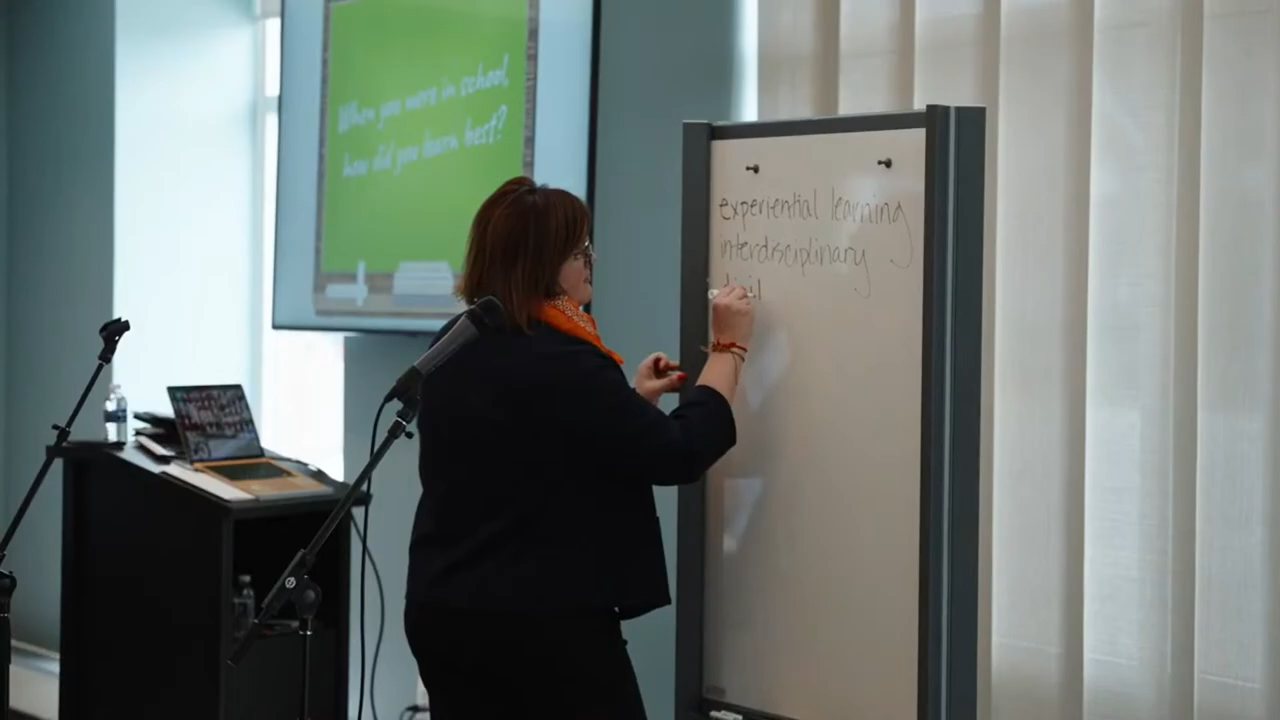 When you were in school,
how did you learn best?
experiential learning
interdisciplinary